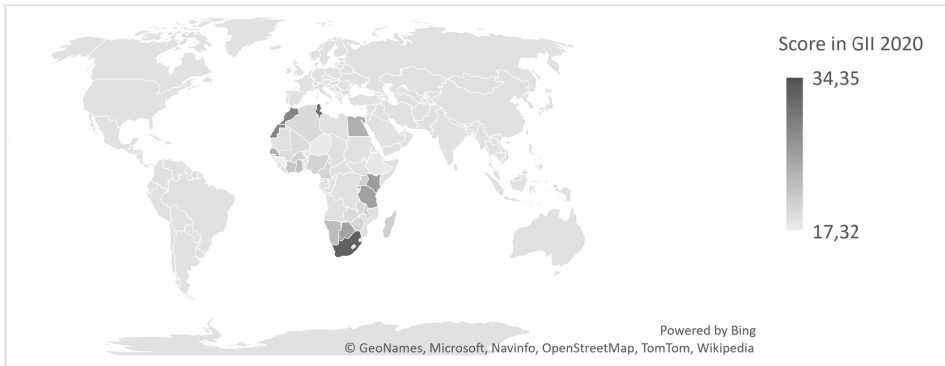 Score in GII 2020
34,35
17,32
Powered by Bing
© GeoNames, Microsoft, Navinfo, OpenStreetMap, TomTom, Wikipedia